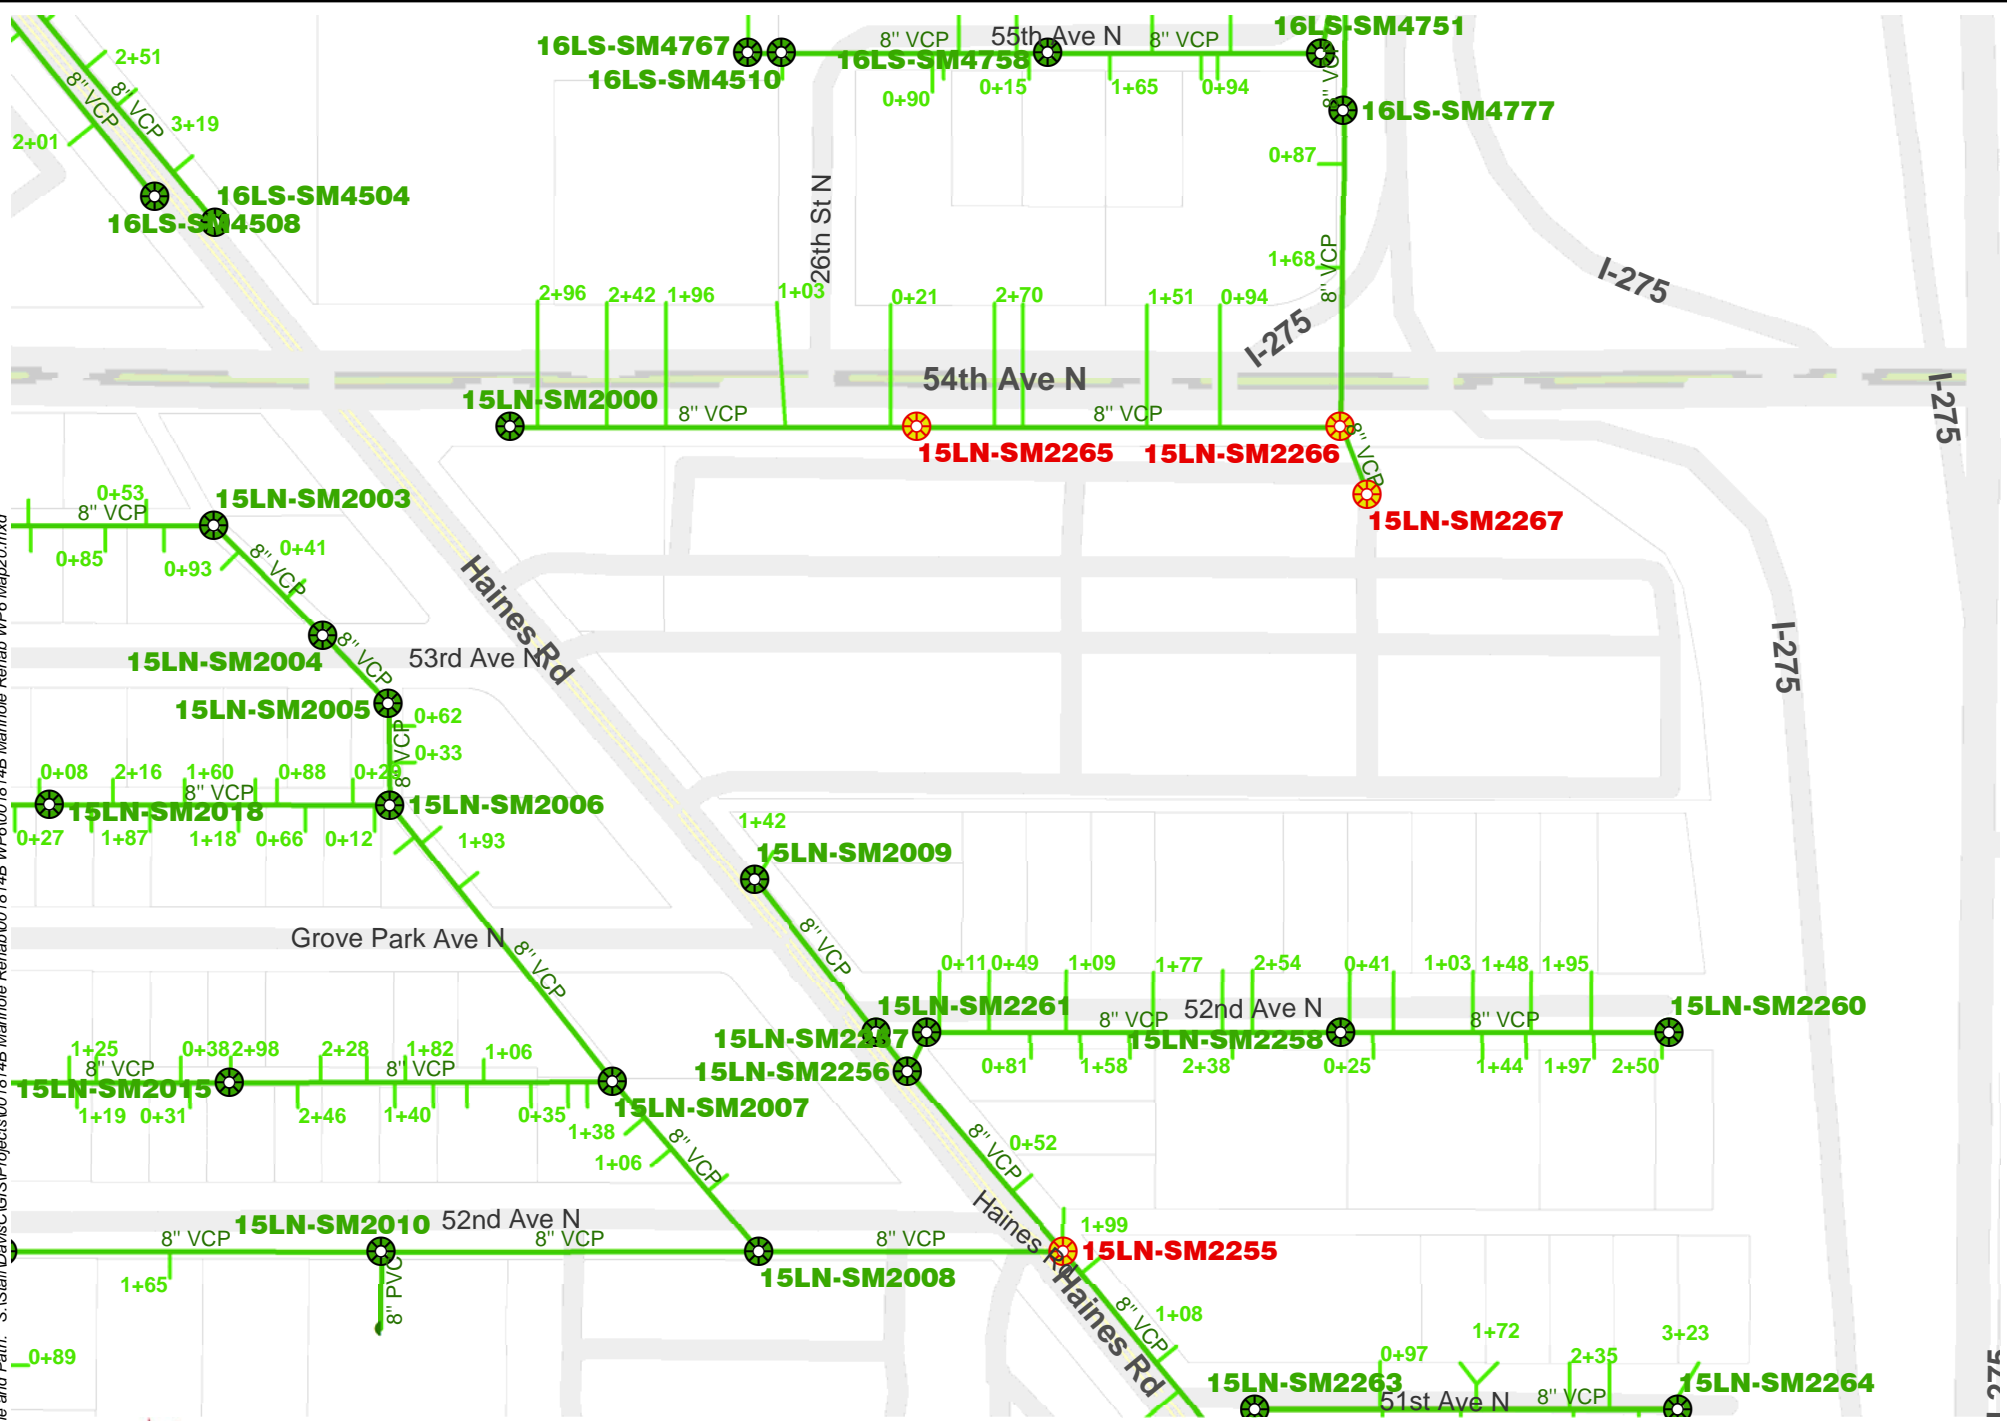 2+51
8" VCP
8" VCP
3+19
2+01
16LS-SM4504
16LS-SM4508
16LS-SM4767
16LS-SM4510
8" VCP
55th Ave N
8" VCP
16LS-SM4751
16LS-SM4758
0+90
0+15
1+65
0+94
8" VCP
16LS-SM4777
0+87
26th St N
1+68
8" VCP
I-275
I-275
2+96
2+42
1+96
1+03
0+21
2+70
1+51
0+94
54th Ave N
15LN-SM2000
8" VCP
8" VCP
8" VCP
15LN-SM2265
15LN-SM2266
I-275
15LN-SM2267
0+53
15LN-SM2003
8" VCP
0+85
0+93
8" VCP
0+41
Haines Rd
15LN-SM2004
8" VCP
53rd Ave N
I-275
15LN-SM2005
0+62
8" VCP
0+33
0+08
2+16
1+60
0+88
8" VCP
15LN-SM2018
15LN-SM2006
0+27
1+87
1+18
0+66
0+12
1+93
1+42
15LN-SM2009
Grove Park Ave N
8" VCP
8" VCP
0+11
0+49
1+09
1+77
2+54
0+41
1+03
1+48
1+95
15LN-SM2261
52nd Ave N
15LN-SM2260
8" VCP
15LN-SM2258
8" VCP
15LN-SM2256
0+81
1+58
2+38
0+25
1+44
1+97
2+50
1+25
0+38
2+98
2+28
1+82
1+06
8" VCP
8" VCP
15LN-SM2015
15LN-SM2007
1+19
0+31
2+46
1+40
0+35
1+38
1+06
8" VCP
8" VCP
0+52
Haines Rd
15LN-SM2010
52nd Ave N
8" VCP
8" VCP
8" VCP
1+99
15LN-SM2255
1+65
8" PVC
15LN-SM2008
Haines Rd
8" VCP
1+08
0+89
1+72
3+23
0+97
2+35
15LN-SM2263
51st Ave N
8" VCP
15LN-SM2264
I-275